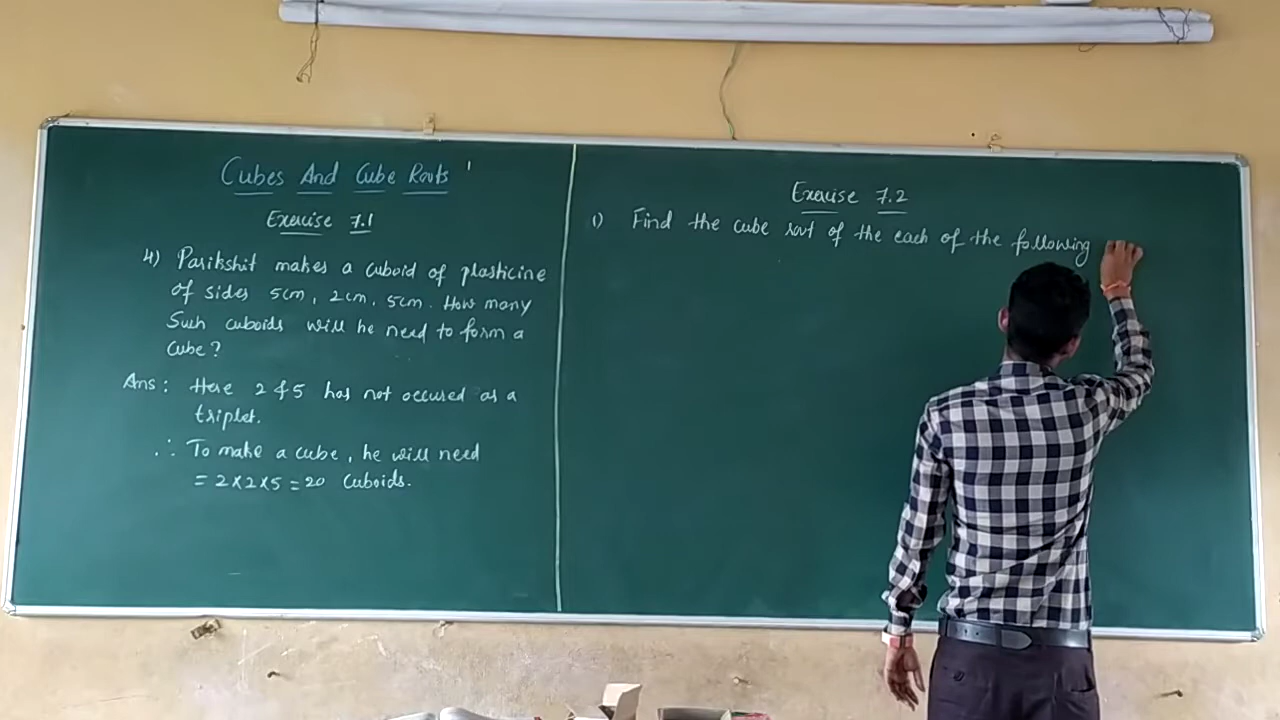 Cubes And Cube Roots
Exercise 7.1
4) Parikshit makes a cuboid of plasticine
of sides 5cm, 2cm, 5cm. How many
Such cuboids will he need to form a
Cube?
Ans: Here 2 & 5 has not occured as a
triplet.
∴ To make a cube, he will need
= 2×2×5 = 20 Cuboids.
Exercise 7.2
1) Find the cube root of the each of the following